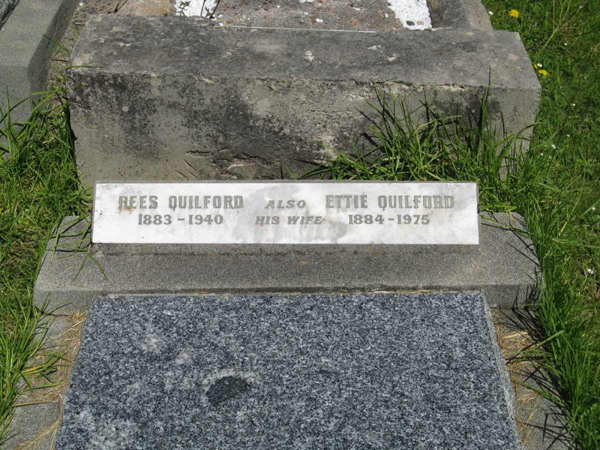 REES QUILFORD ALSO ETTIE QUILFORD
1883-1940 HIS WIFE 1884-1975